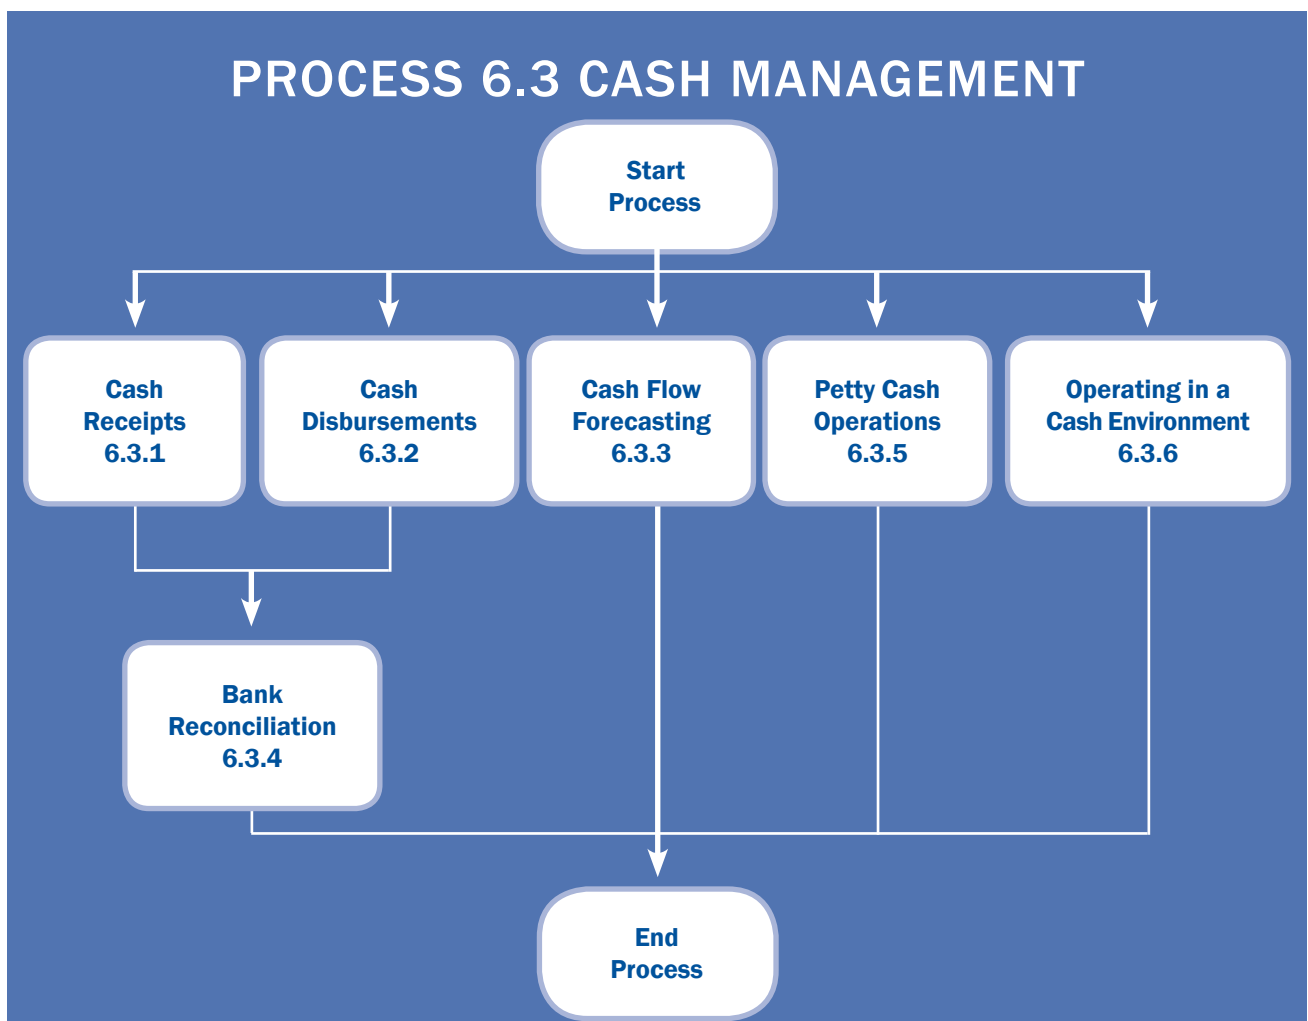 PROCESS 6.3 CASH MANAGEMENT
Start
Process
Cash
Receipts
6.3.1
Cash
Disbursements
6.3.2
Cash Flow
Forecasting
6.3.3
Petty Cash
Operations
6.3.5
Operating in a
Cash Environment
6.3.6
Bank
Reconciliation
6.3.4
End
Process